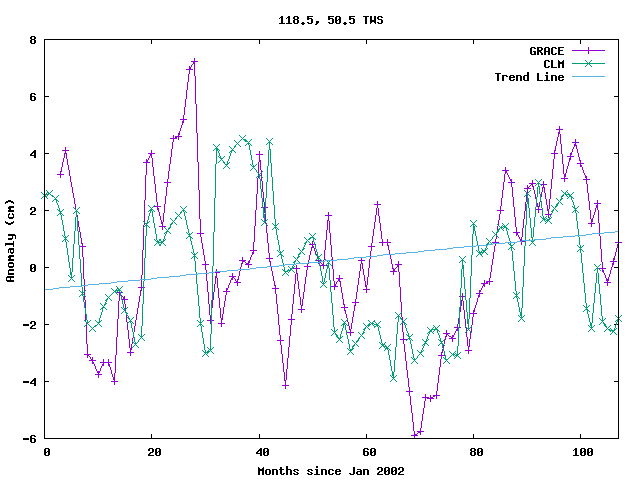 118.5, 50.5 TWS
GRACE
CLM
Trend Line
8
6
4
2
0
-2
-4
-6
Anomaly (cm)
0 20 40 60 80 100
Months since Jan 2002